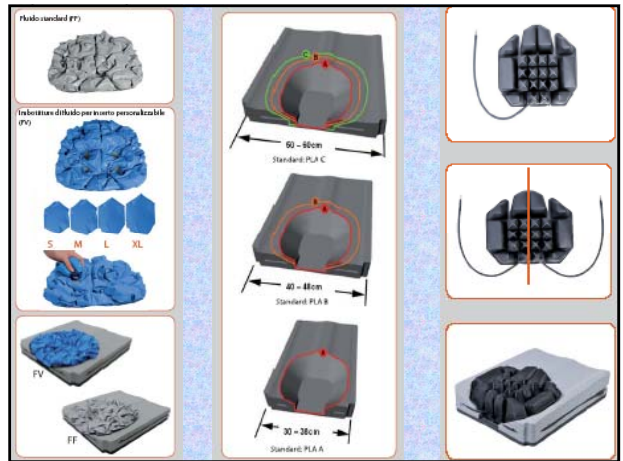 Fluido standard (FF)
Imbottiture di fluido per inserto personalizzabile
(FV)
S M L XL
FV
FF
C B A
50 – 60cm
Standard: PLA C
B A
40 – 48cm
Standard: PLA B
A
30 – 38cm
Standard: PLA A